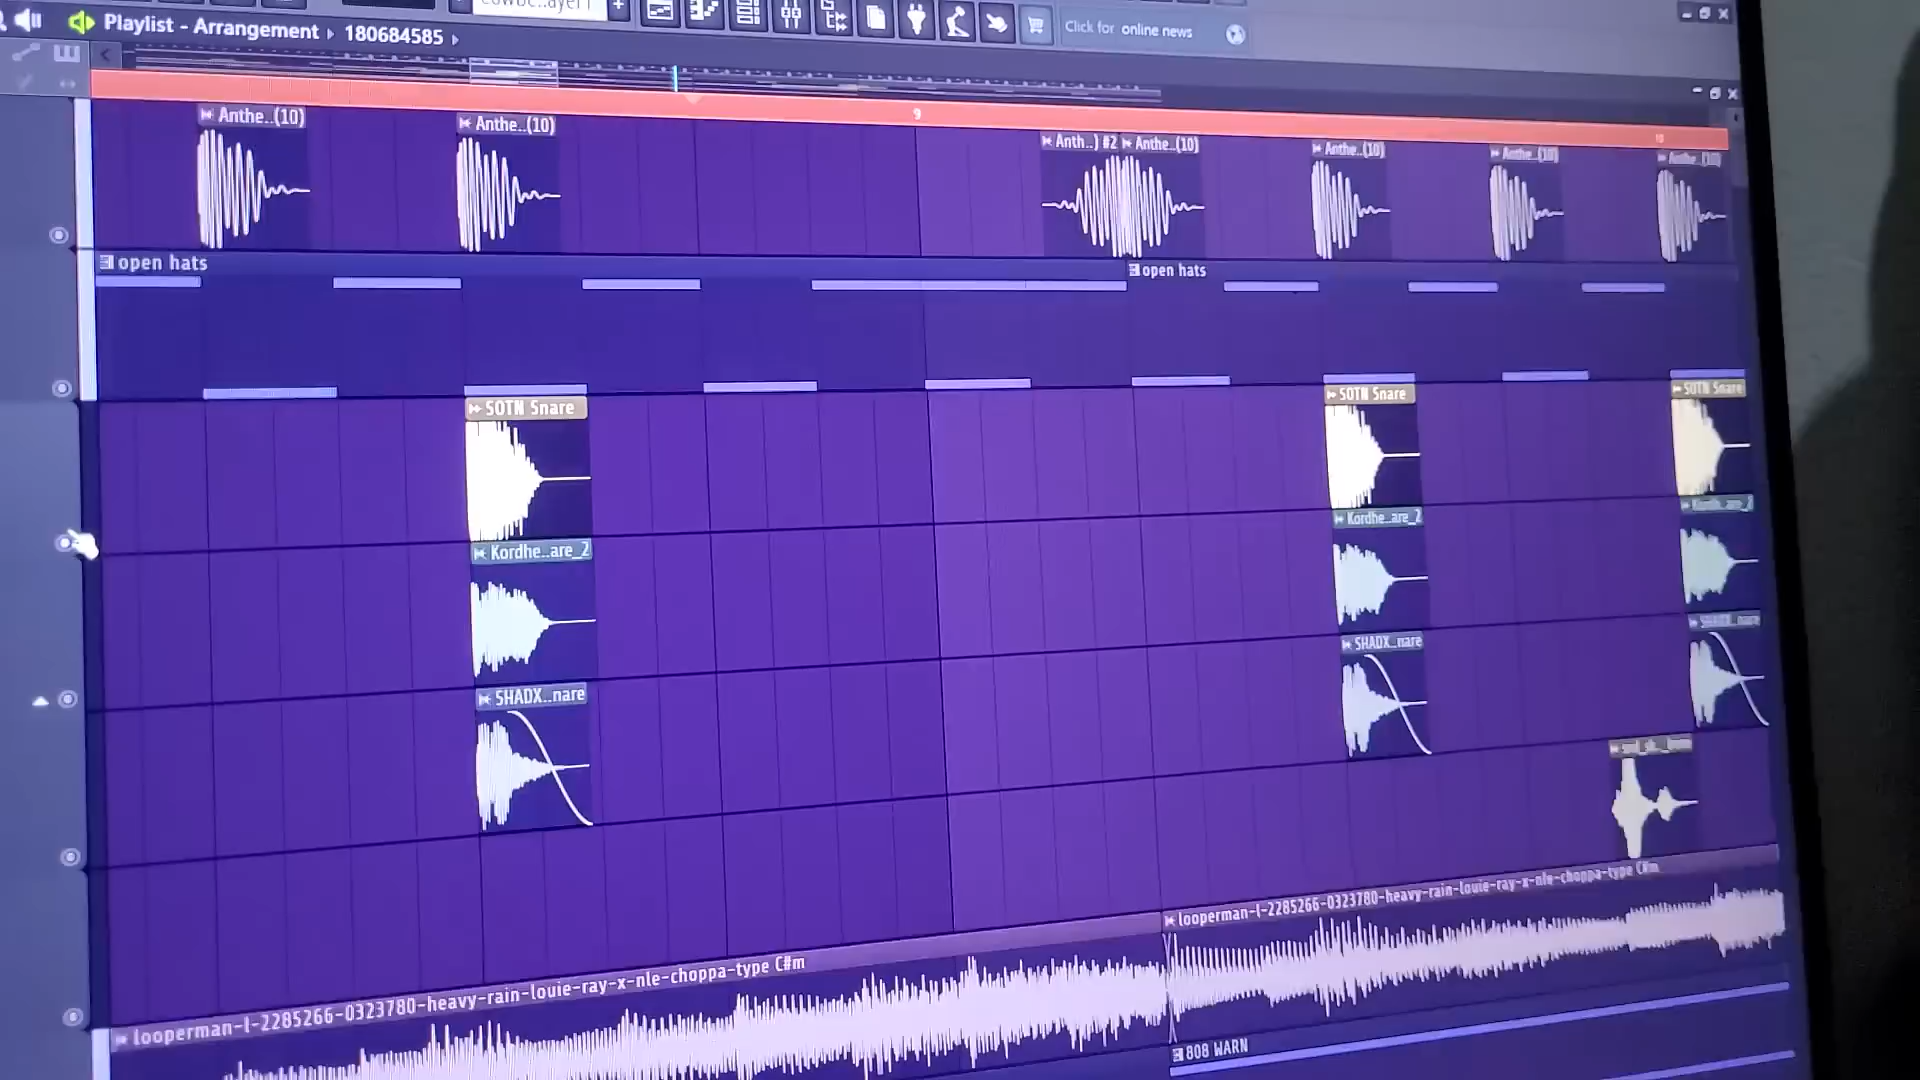 Playlist - Arrangement ▸ 180684585 ▸
Click for online news
9
10
Anthe..(10)
Anthe..(10)
Anth..) #2
Anthe..(10)
Anthe..(10)
Anthe..(10)
Anthe..(10)
open hats
open hats
SOTN Snare
SOTN Snare
SOTN Snare
Kordhe..are_2
Kordhe..are_2
SHADX..nare
SHADX..nare
looperman-l-2285266-0323780-heavy-rain-louie-ray-x-nle-choppa-type C#m
looperman-l-2285266-0323780-heavy-rain-louie-ray-x-nle-choppa-type C#m
808 WARN